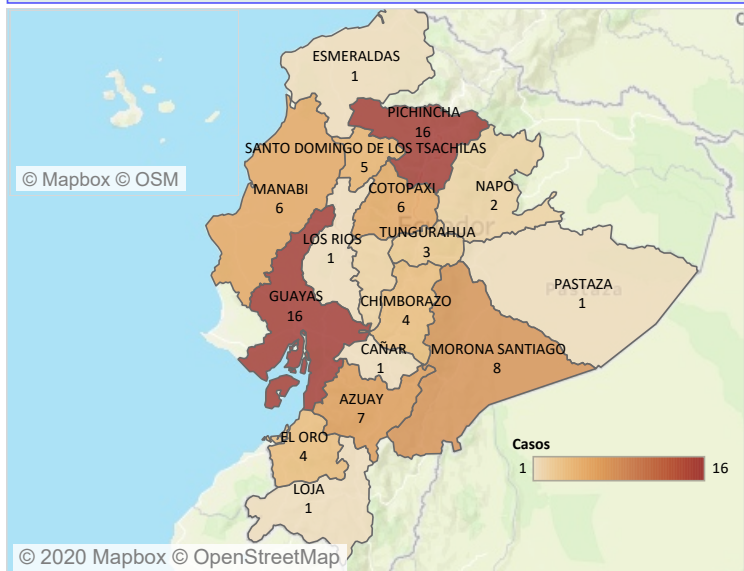 ESMERALDAS
1
PICHINCHA
16
SANTO DOMINGO DE LOS TSACHILAS
5
© Mapbox © OSM
MANABI
6
COTOPAXI
6
NAPO
2
Ecuador
TUNGURAHUA
3
LOS RIOS
1
PASTAZA
1
Pastaza
GUAYAS
16
CHIMBORAZO
4
CAÑAR
1
MORONA SANTIAGO
8
AZUAY
7
EL ORO
4
LOJA
1
Casos
1 16
© 2020 Mapbox © OpenStreetMap